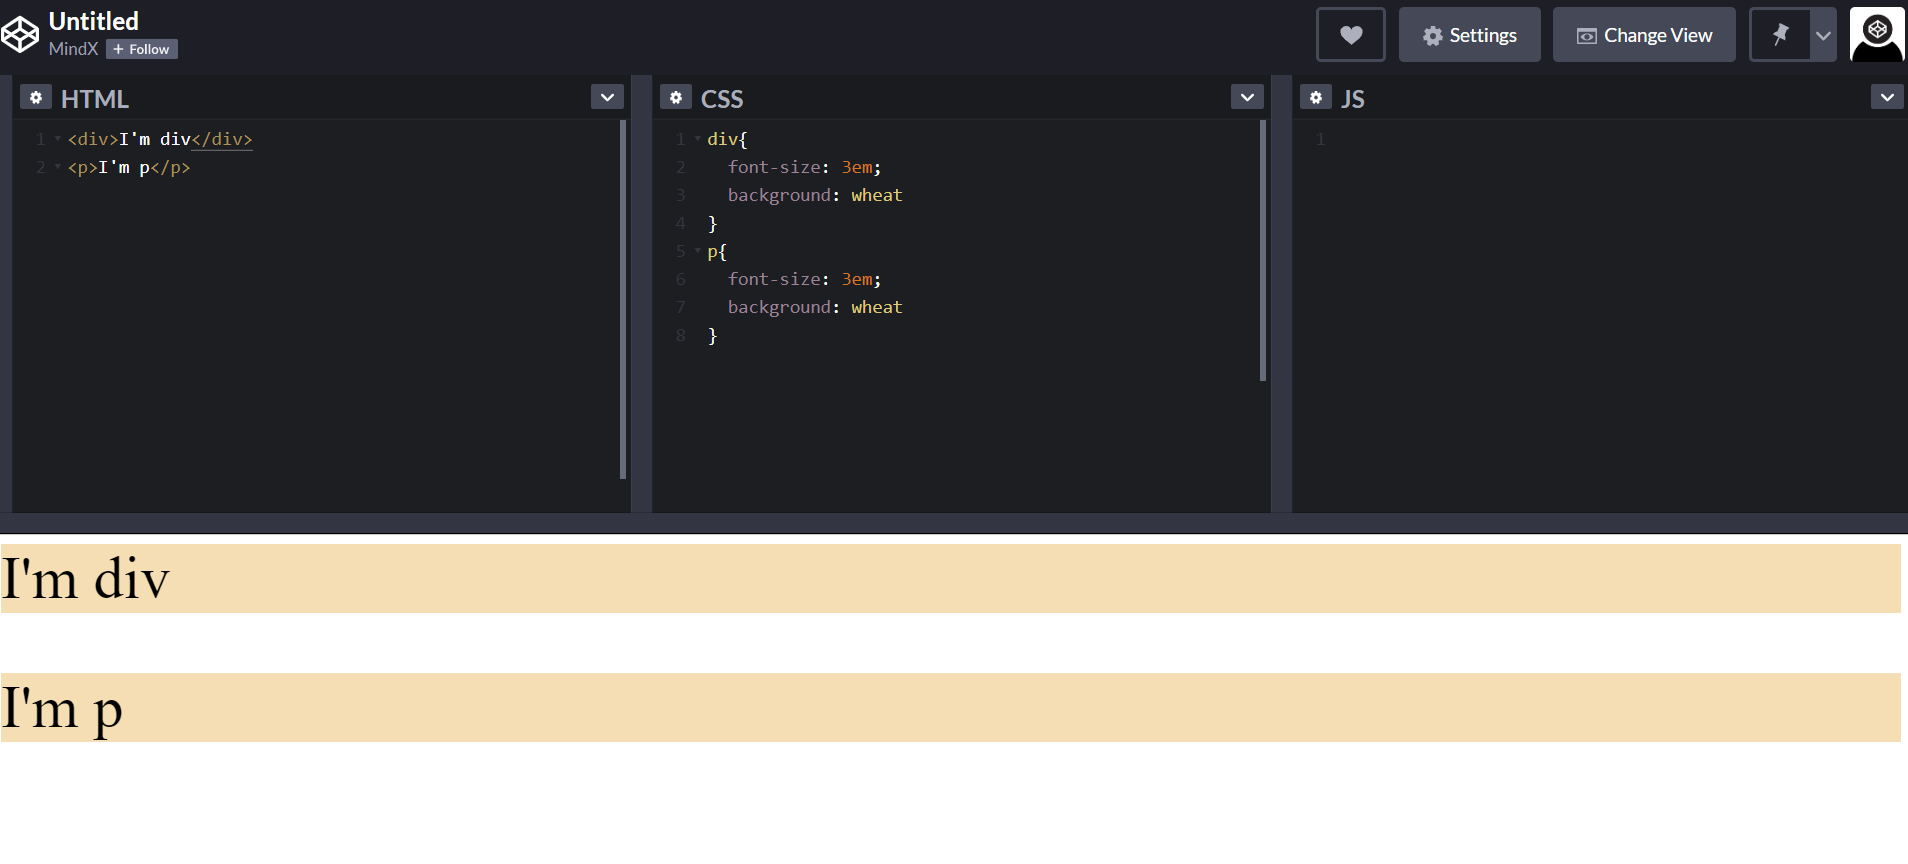 Untitled
MindX + Follow
Settings
Change View
HTML
1 <div>I'm div</div>
2 <p>I'm p</p>
CSS
1 div{
2 font-size: 3em;
3 background: wheat
4 }
5 p{
6 font-size: 3em;
7 background: wheat
8 }
JS
1
I'm div
I'm p